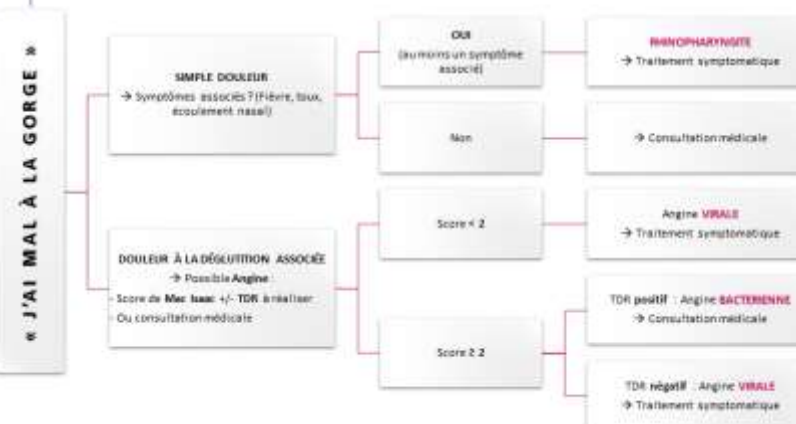 « J'AI MAL À LA GORGE »
SIMPLE DOULEUR
→ Symptômes associés ? (Fièvre, toux,
écoulement nasal)
OUI
(au moins un symptôme
associé)
RHINOPHARYNGITE
→ Traitement symptomatique
Non
→ Consultation médicale
DOULEUR À LA DÉGLUTITION ASSOCIÉE
→ Possible Angine :
- Score de Mac Isaac +/- TDR à réaliser
- Ou consultation médicale
Score < 2
Angine VIRALE
→ Traitement symptomatique
Score ≥ 2
TDR positif : Angine BACTERIENNE
→ Consultation médicale
TDR négatif : Angine VIRALE
→ Traitement symptomatique